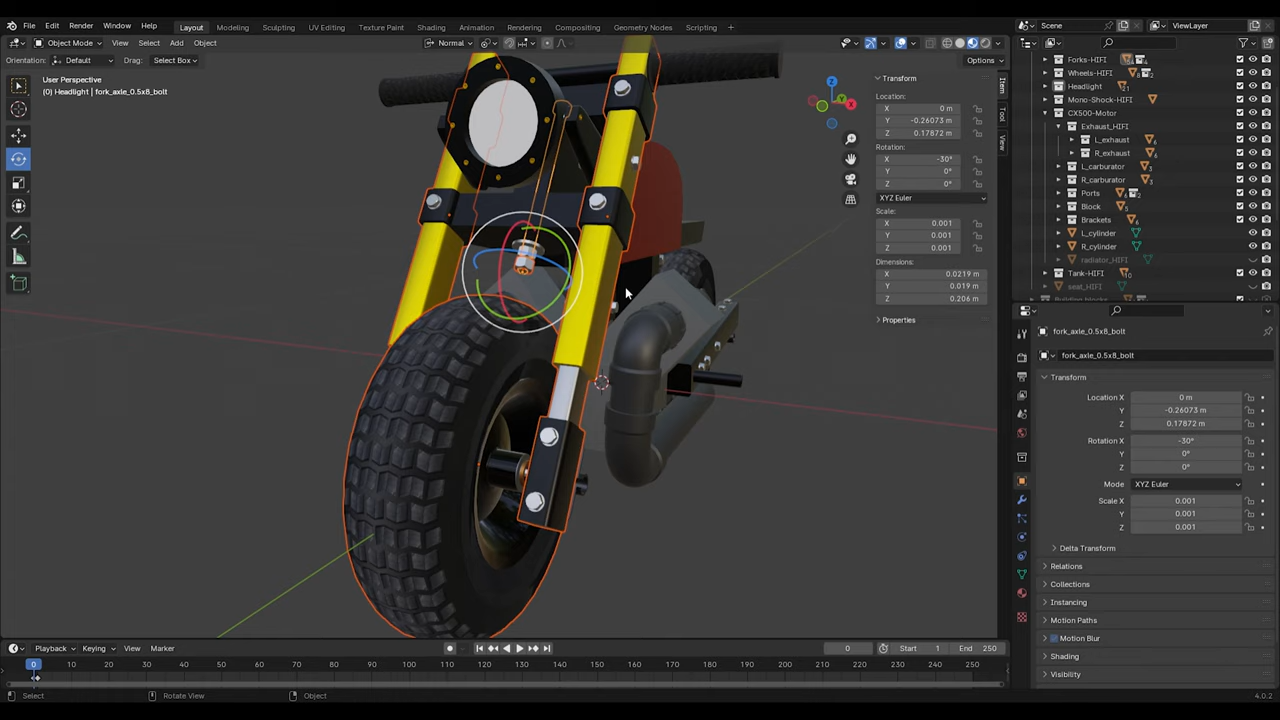 File Edit Render Window Help Layout Modeling Sculpting UV Editing Texture Paint Shading Animation Rendering Compositing Geometry Nodes Scripting + Scene ViewLayer
Object Mode View Select Add Object Normal
Orientation: Default Drag: Select Box Options
User Perspective
(0) Headlight | fork_axle_0.5x8_bolt
Z
Y
X
Transform
Location:
X 0 m
Y -0.26073 m
Z 0.17872 m
Rotation:
X -30°
Y 0°
Z 0°
XYZ Euler
Scale:
X 0.001
Y 0.001
Z 0.001
Dimensions:
X 0.0219 m
Y 0.019 m
Z 0.206 m
Properties
Item
Tool
View
Forks-HIFI
Wheels-HIFI
Headlight
Mono-Shock-HIFI
CX500-Motor
Exhaust_HIFI
L_exhaust
R_exhaust
L_carburator
R_carburator
Ports
Block
Brackets
L_cylinder
R_cylinder
radiator_HIFI
Tank-HIFI
seat_HIFI
Building blocks
fork_axle_0.5x8_bolt
fork_axle_0.5x8_bolt
Transform
Location X 0 m
Y -0.26073 m
Z 0.17872 m
Rotation X -30°
Y 0°
Z 0°
Mode XYZ Euler
Scale X 0.001
Y 0.001
Z 0.001
Delta Transform
Relations
Collections
Instancing
Motion Paths
Motion Blur
Shading
Visibility
Playback Keying View Marker 0 Start 1 End 250
0 10 20 30 40 50 60 70 80 90 100 110 120 130 140 150 160 170 180 190 200 210 220 230 240 250
Select Rotate View Object 4.0.2